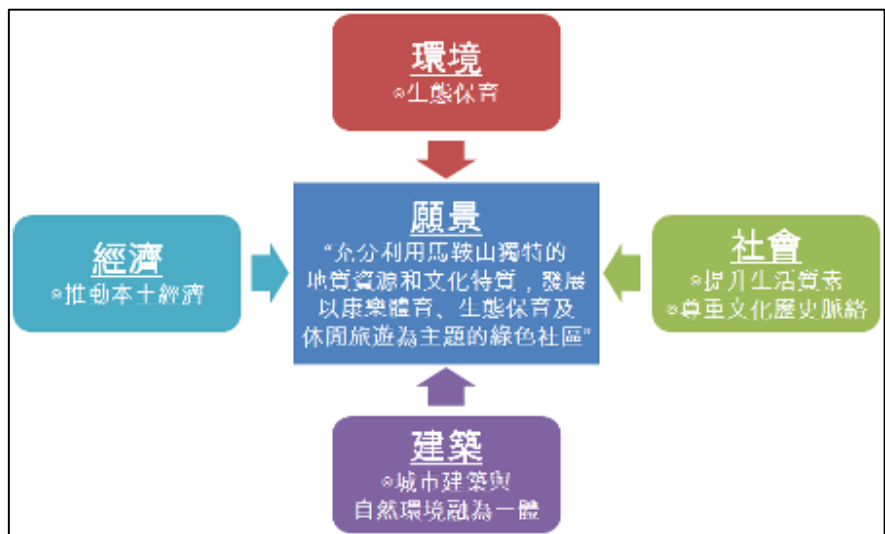 環境
◎生態保育
願景
“充分利用馬鞍山獨特的
地質資源和文化特質，發展
以康樂體育、生態保育及
休閒旅遊為主題的綠色社區”
經濟
◎推動本土經濟
社會
◎提升生活質素
◎尊重文化歷史脈絡
建築
◎城市建築與
自然環境融為一體